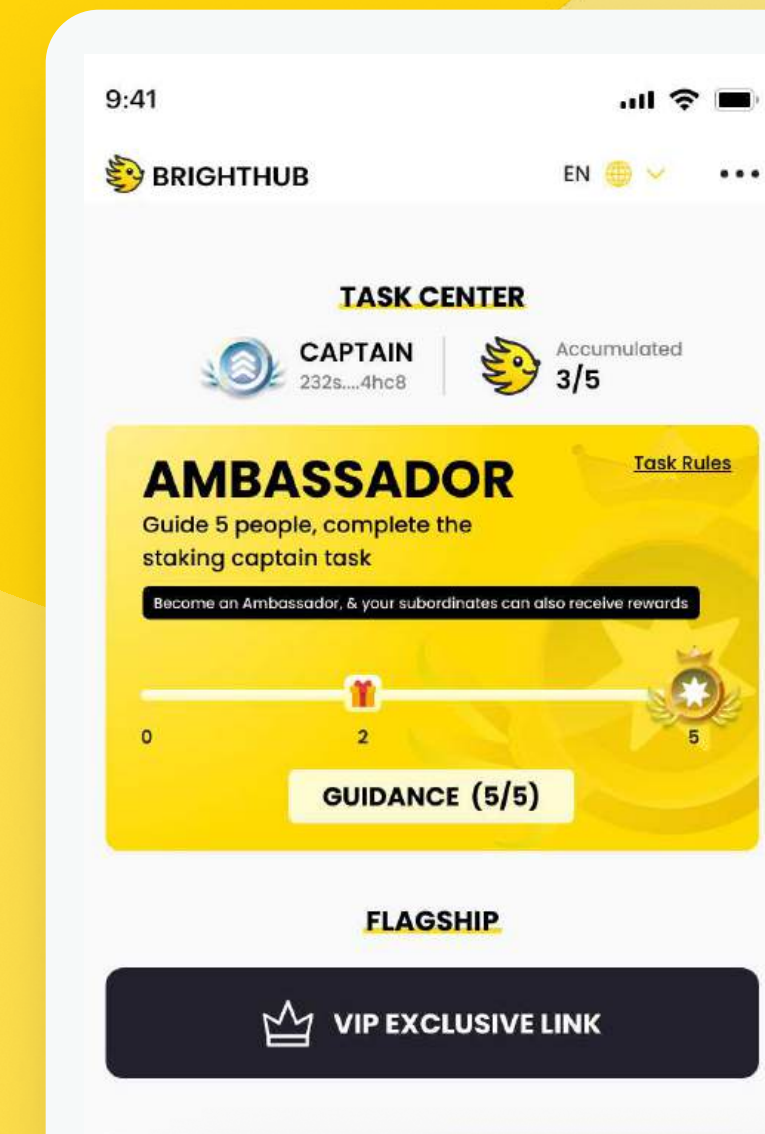 9:41
BRIGHTHUB
EN
TASK CENTER
CAPTAIN
232s....4hc8
Accumulated
3/5
AMBASSADOR
Task Rules
Guide 5 people, complete the
staking captain task
Become an Ambassador, & your subordinates can also receive rewards
0
2
5
GUIDANCE (5/5)
FLAGSHIP
VIP EXCLUSIVE LINK